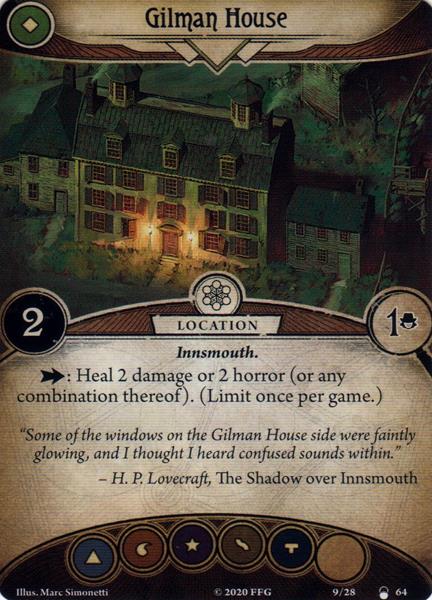 Gilman House
2
1
LOCATION
Innsmouth.
: Heal 2 damage or 2 horror (or any
combination thereof). (Limit once per game.)
“Some of the windows on the Gilman House side were faintly
glowing, and I thought I heard confused sounds within.”
– H. P. Lovecraft, The Shadow over Innsmouth
Illus. Marc Simonetti
© 2020 FFG
9/28
64